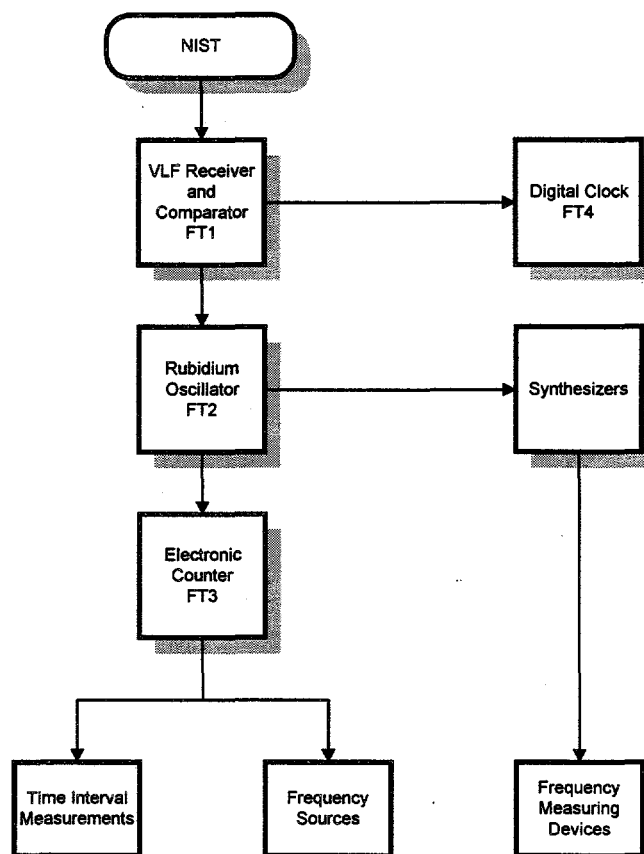 NIST
VLF Receiver
and
Comparator
FT1
Digital Clock
FT4
Rubidium
Oscillator
FT2
Synthesizers
Electronic
Counter
FT3
Time Interval
Measurements
Frequency
Sources
Frequency
Measuring
Devices